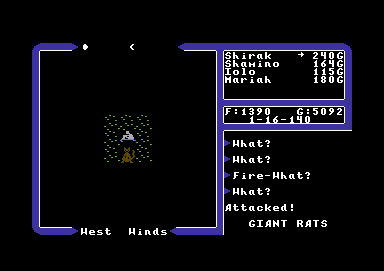 Shirak → 240G
Shamino 164G
Iolo 115G
Mariah 180G
F:1390 G:5092
1-16-140
What?
What?
Fire-What?
What?
Attacked!
GIANT RATS
West Winds